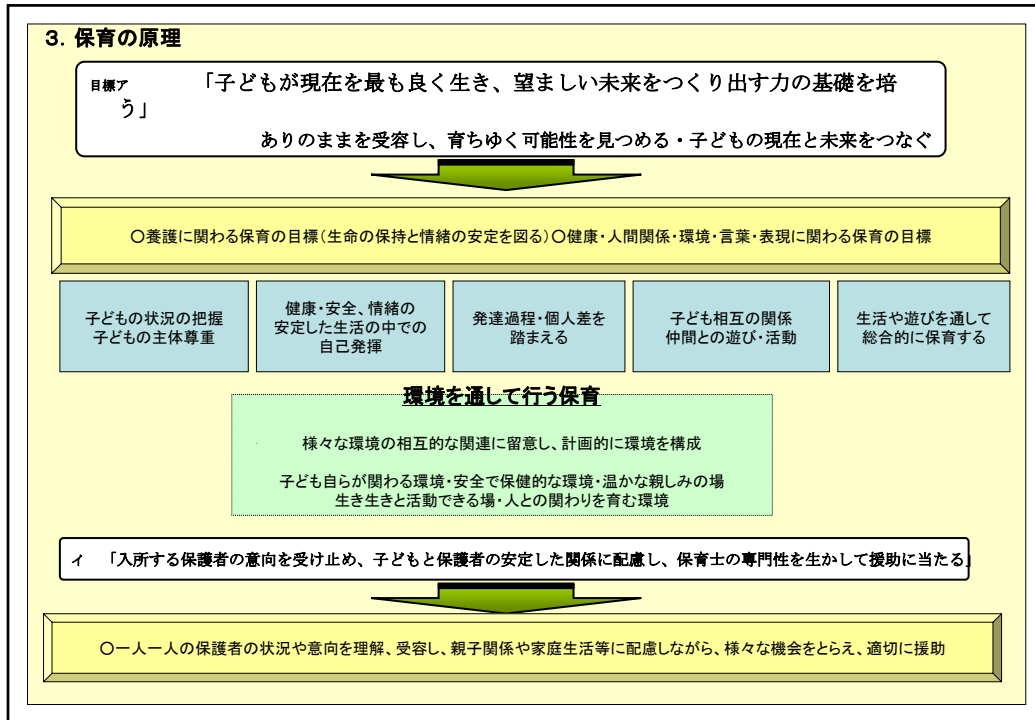 3．保育の原理
目標ア　「子どもが現在を最も良く生き、望ましい未来をつくり出す力の基礎を培
う」
ありのままを受容し、育ちゆく可能性を見つめる・子どもの現在と未来をつなぐ
○養護に関わる保育の目標（生命の保持と情緒の安定を図る）○健康・人間関係・環境・言葉・表現に関わる保育の目標
子どもの状況の把握
子どもの主体尊重
健康・安全、情緒の
安定した生活の中での
自己発揮
発達過程・個人差を
踏まえる
子ども相互の関係
仲間との遊び・活動
生活や遊びを通して
総合的に保育する
環境を通して行う保育
様々な環境の相互的な関連に留意し、計画的に環境を構成
子ども自らが関わる環境・安全で保健的な環境・温かな親しみの場
生き生きと活動できる場・人との関わりを育む環境
イ　「入所する保護者の意向を受け止め、子どもと保護者の安定した関係に配慮し、保育士の専門性を生かして援助に当たる」
○一人一人の保護者の状況や意向を理解、受容し、親子関係や家庭生活等に配慮しながら、様々な機会をとらえ、適切に援助